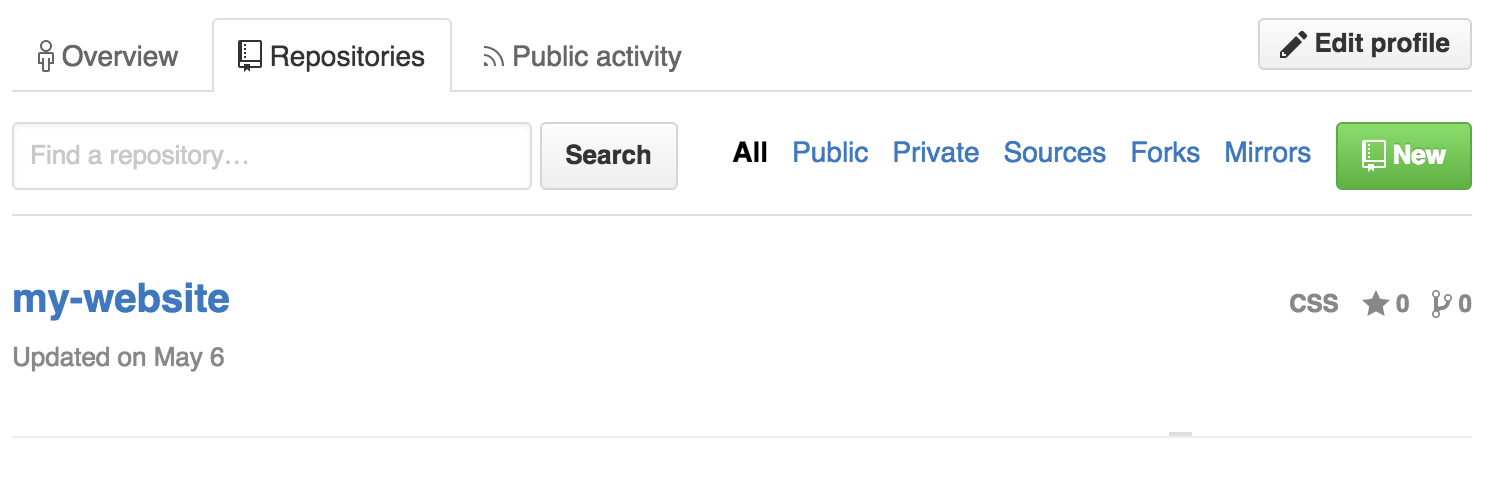 Overview Repositories Public activity Edit profile
Find a repository… Search All Public Private Sources Forks Mirrors New
my-website CSS 0 0
Updated on May 6